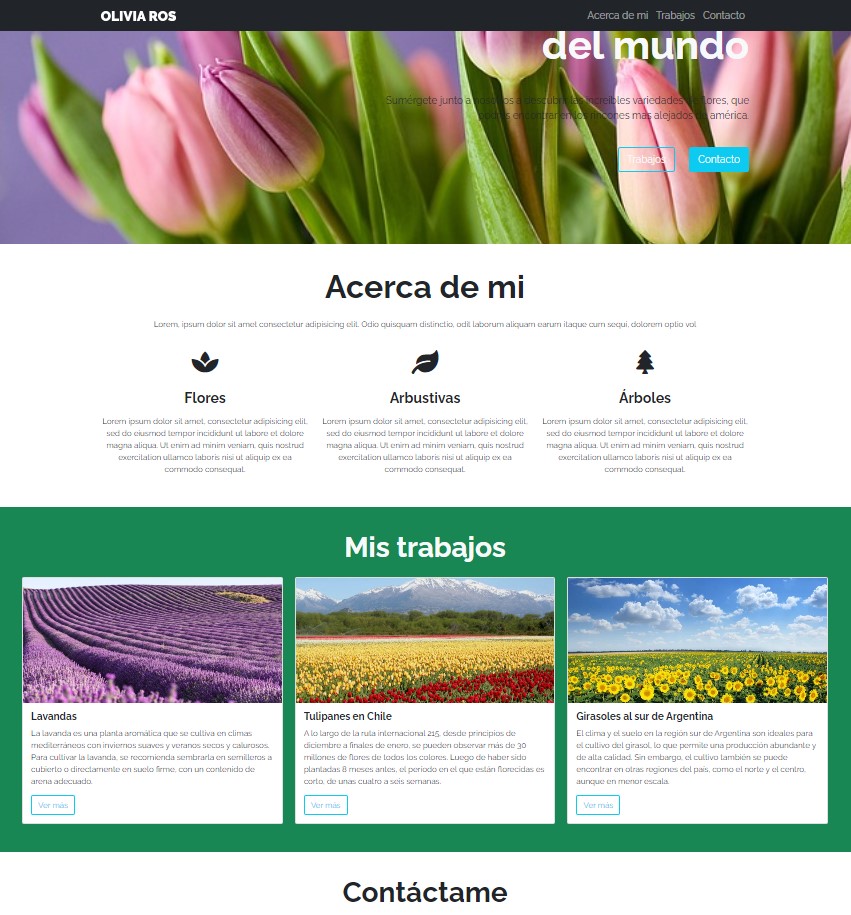 OLIVIA ROS
Acerca de mi Trabajos Contacto
del mundo
Sumérgete junto a nosotros a descubrir las increíbles variedades de flores, que
podrás encontrar en los rincones mas alejados de américa.
Trabajos Contacto
Acerca de mi
Lorem, ipsum dolor sit amet consectetur adipisicing elit. Odio quisquam distinctio, odit laborum aliquam earum itaque cum sequi, dolorem optio vol
Flores
Lorem ipsum dolor sit amet, consectetur adipisicing elit,
sed do eiusmod tempor incididunt ut labore et dolore
magna aliqua. Ut enim ad minim veniam, quis nostrud
exercitation ullamco laboris nisi ut aliquip ex ea
commodo consequat.
Arbustivas
Lorem ipsum dolor sit amet, consectetur adipisicing elit,
sed do eiusmod tempor incididunt ut labore et dolore
magna aliqua. Ut enim ad minim veniam, quis nostrud
exercitation ullamco laboris nisi ut aliquip ex ea
commodo consequat.
Árboles
Lorem ipsum dolor sit amet, consectetur adipisicing elit,
sed do eiusmod tempor incididunt ut labore et dolore
magna aliqua. Ut enim ad minim veniam, quis nostrud
exercitation ullamco laboris nisi ut aliquip ex ea
commodo consequat.
Mis trabajos
Lavandas
La lavanda es una planta aromática que se cultiva en climas
mediterráneos con inviernos suaves y veranos secos y calurosos.
Para cultivar la lavanda, se recomienda sembrarla en semilleros a
cubierto o directamente en suelo firme, con un contenido de
arena adecuado.
Ver más
Tulipanes en Chile
A lo largo de la ruta internacional 215, desde principios de
diciembre a finales de enero, se pueden observar más de 30
millones de flores de todos los colores. Luego de haber sido
plantadas 8 meses antes, el período en el que están florecidas es
corto, de unas cuatro a seis semanas.
Ver más
Girasoles al sur de Argentina
El clima y el suelo en la región sur de Argentina son ideales para
el cultivo del girasol, lo que permite una producción abundante y
de alta calidad. Sin embargo, el cultivo también se puede
encontrar en otras regiones del país, como el norte y el centro,
aunque en menor escala.
Ver más
Contáctame